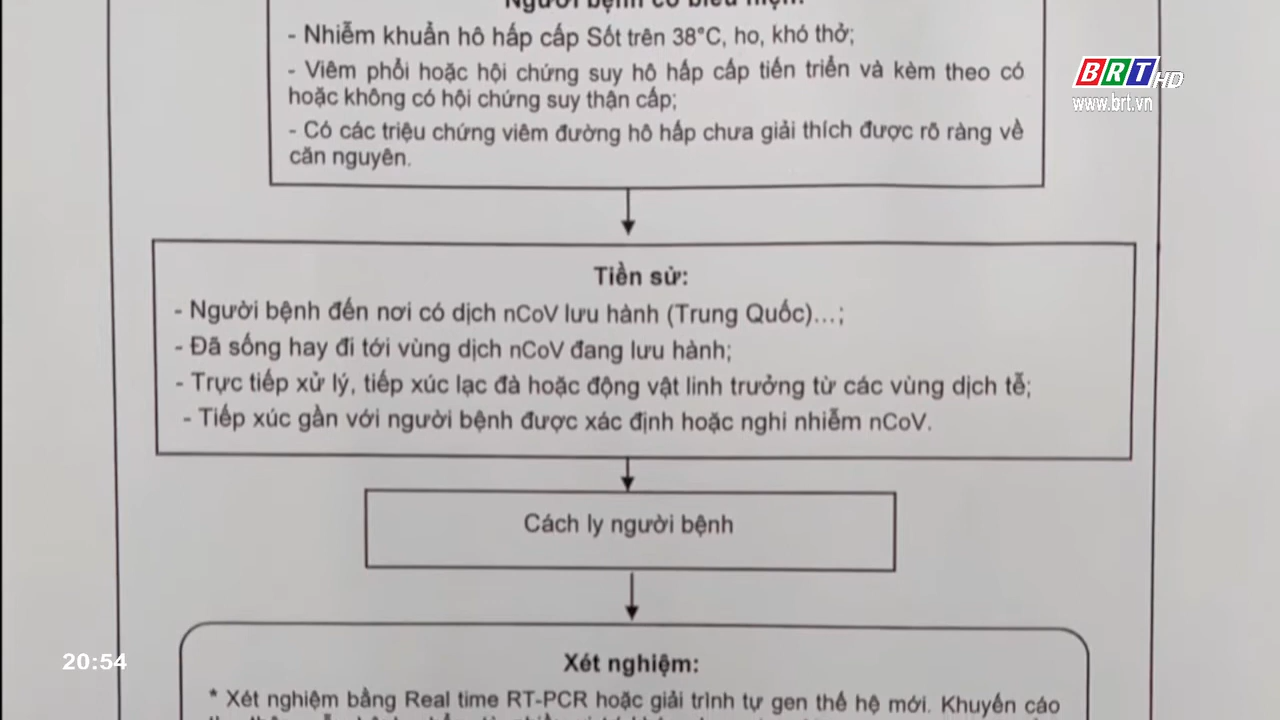 Người bệnh có biểu hiện:
- Nhiễm khuẩn hô hấp cấp Sốt trên 38°C, ho, khó thở;
- Viêm phổi hoặc hội chứng suy hô hấp cấp tiến triển và kèm theo có
hoặc không có hội chứng suy thận cấp;
- Có các triệu chứng viêm đường hô hấp chưa giải thích được rõ ràng về
căn nguyên.
BRT HD
www.brt.vn
Tiền sử:
- Người bệnh đến nơi có dịch nCoV lưu hành (Trung Quốc)...;
- Đã sống hay đi tới vùng dịch nCoV đang lưu hành;
- Trực tiếp xử lý, tiếp xúc lạc đà hoặc động vật linh trưởng từ các vùng dịch tễ;
- Tiếp xúc gần với người bệnh được xác định hoặc nghi nhiễm nCoV.
Cách ly người bệnh
20:54
Xét nghiệm:
* Xét nghiệm bằng Real time RT-PCR hoặc giải trình tự gen thế hệ mới. Khuyến cáo